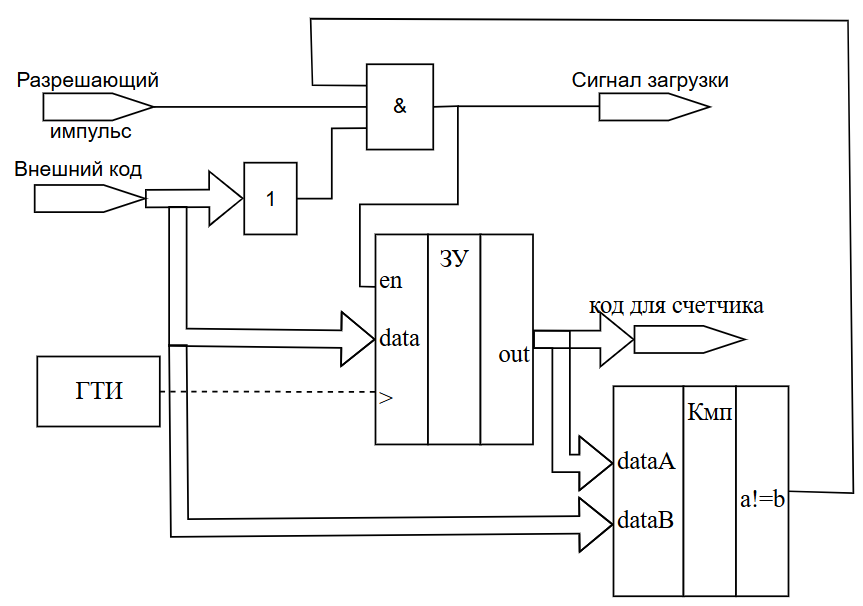 Разрешающий
импульс
Сигнал загрузки
&
Внешний код
1
ЗУ
en
data
out
>
код для счетчика
ГТИ
Кмп
dataA
a!=b
dataB